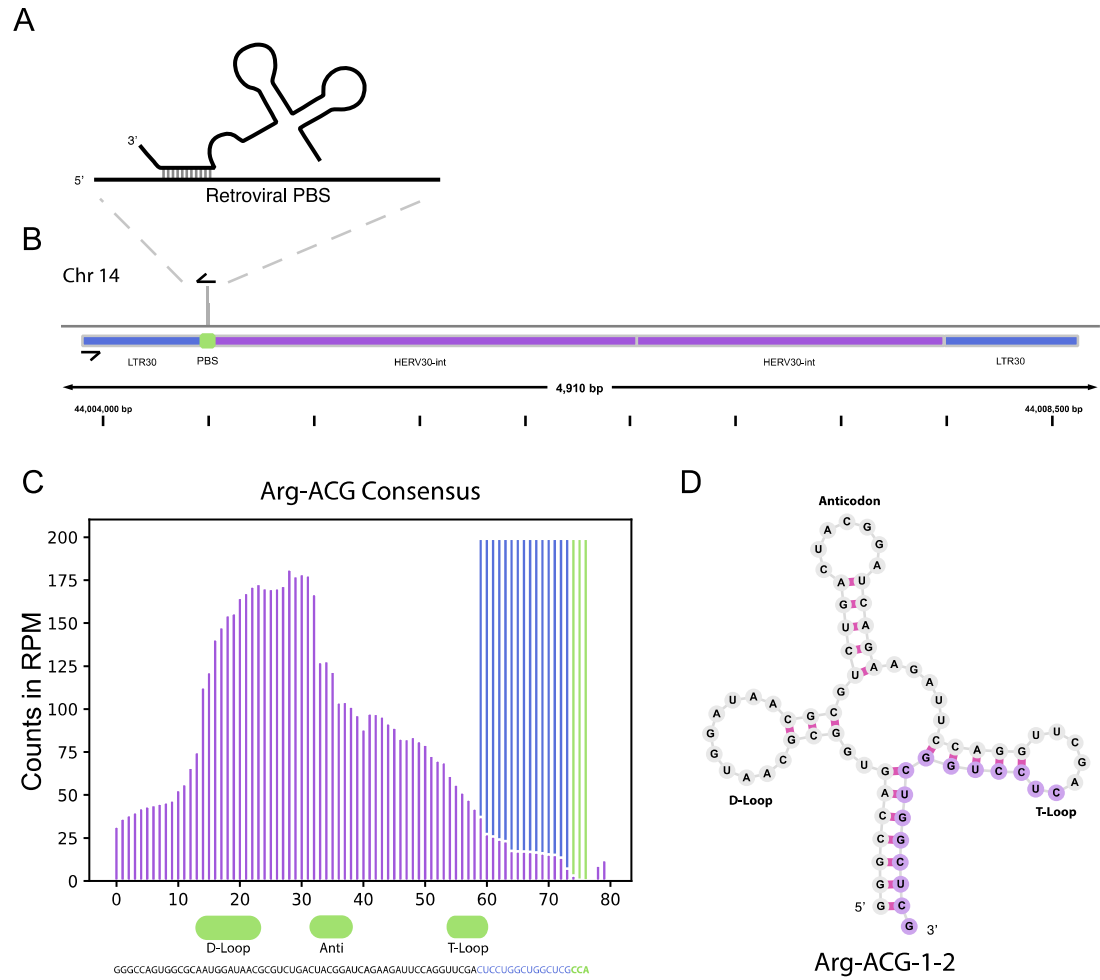 A
3’
5’
Retroviral PBS
B
Chr 14
LTR30
PBS
HERV30-int
HERV30-int
LTR30
4,910 bp
44,004,000 bp
44,008,500 bp
C
Arg-ACG Consensus
Counts in RPM
200
175
150
125
100
75
50
25
0
0 10 20 30 40 50 60 70 80
D-Loop
Anti
T-Loop
GGGCCAGUGGCGCAAUGGAUAACGCGUCUGACUACGGAUCAGAAGAUUCCAGGUUCGACUCCUGGCUGGCUCGCCA
D
Anticodon
D-Loop
T-Loop
5’
3’
G G G C C A G U G G C G C A A U G G A U A A C G C G U C U G A C U A C G G A U C A G A A G A U U C C A G G U U C G A C U C C U G G C U G G C U C G
Arg-ACG-1-2